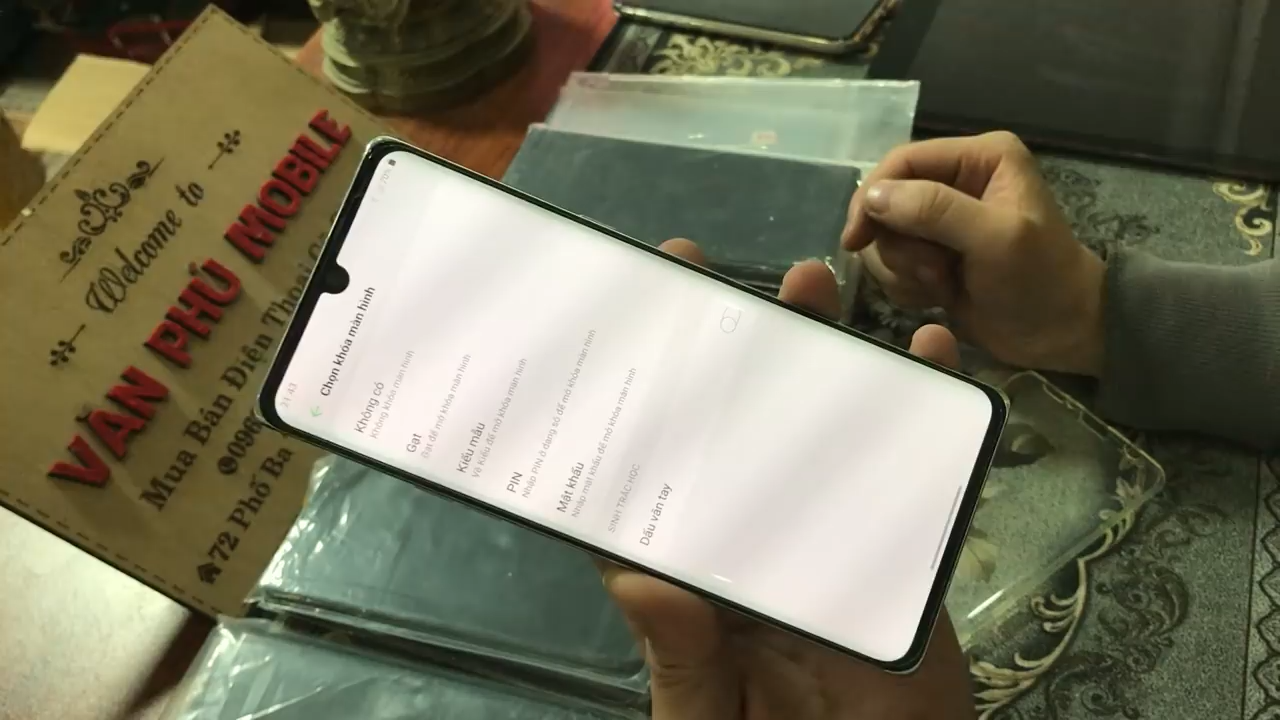 Welcome to
VĂN PHÚ MOBILE
Mua Bán Điện Thoại
096
72 Phố Ba
70%
Chọn khóa màn hình
Không có
Không khóa màn hình
Gạt
Gạt để mở khóa màn hình
Kiểu mẫu
Vẽ Kiểu để mở khóa màn hình
PIN
Nhập PIN ở dạng số để mở khóa màn hình
Mật khẩu
Nhập mật khẩu để mở khóa màn hình
SINH TRẮC HỌC
Dấu vân tay